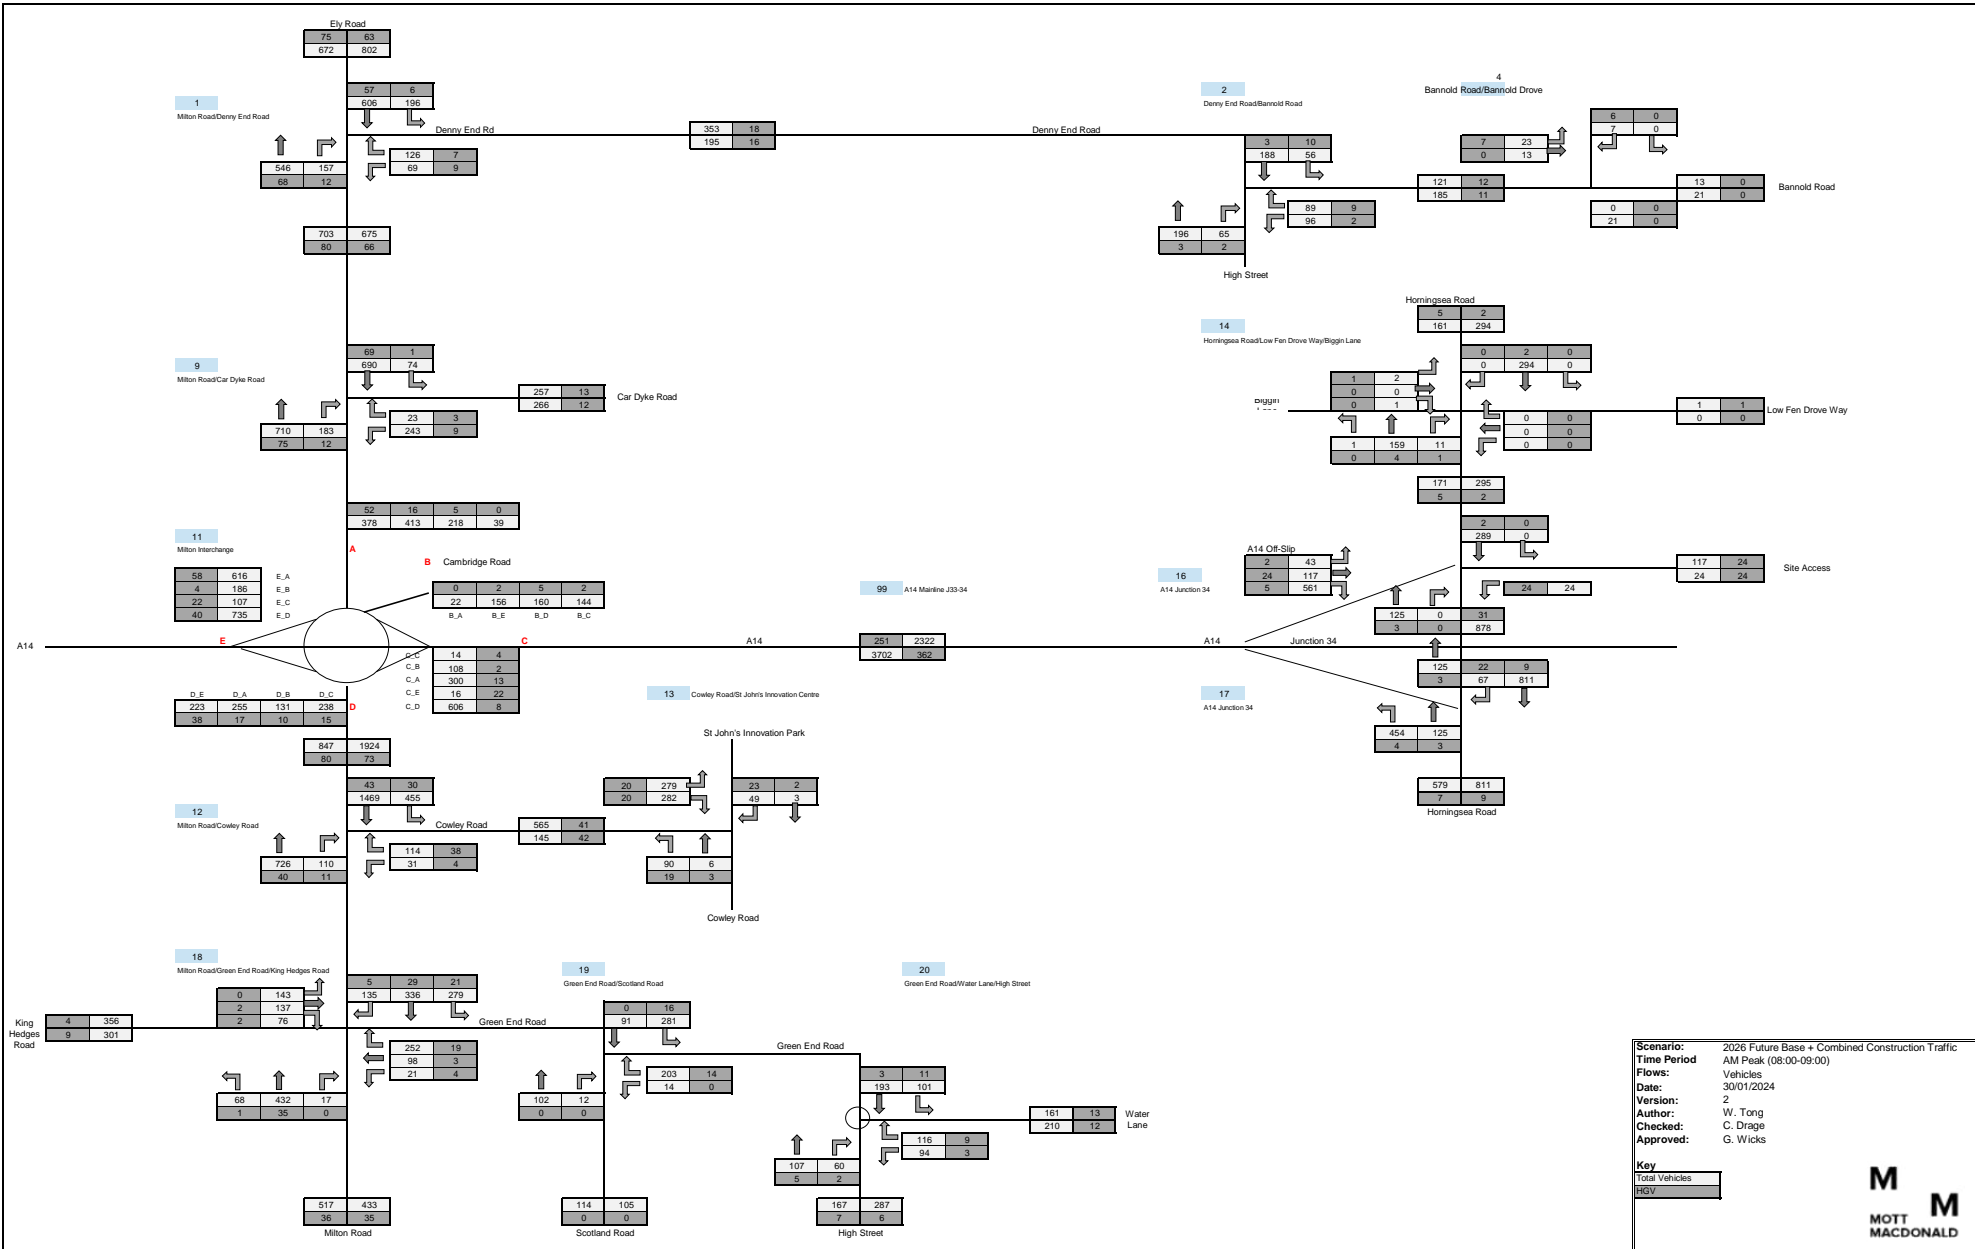 Ely Road
75 63
672 802
57 6
606 196
1
Milton Road/Denny End Road
Denny End Rd
353 18
195 16
Denny End Road
546 157
68 12
126 7
69 9
703 675
80 66
2
Denny End Road/Bannold Road
3 10
188 56
4
Bannold Road/Bannold Drove
7 23
0 13
6 0
7 0
121 12
185 11
13 0
21 0
Bannold Road
89 9
96 2
0 0
21 0
196 65
3 2
High Street
9
Milton Road/Car Dyke Road
69 1
690 74
257 13
266 12
Car Dyke Road
710 183
75 12
23 3
243 9
14
Horningsea Road/Low Fen Drove Way/Biggin Lane
Horningsea Road
5 2
161 294
0 2 0
0 294 0
1 2
0 0
0 1
Biggin
1 1
0 0
Low Fen Drove Way
0 0
0 0
0 0
1 159 11
0 4 1
171 295
5 2
52 16 5 0
378 413 218 39
11
Milton Interchange
A
B Cambridge Road
58 616 E_A
4 186 E_B
22 107 E_C
40 735 E_D
0 2 5 2
22 156 160 144
B_A B_E B_D B_C
99 A14 Mainline J33-34
2 0
289 0
16
A14 Junction 34
A14 Off-Slip
2 43
24 117
5 561
117 24
24 24
Site Access
24 24
125 0 31
3 0 878
A14
E
C
A14
251 2322
3702 362
A14
Junction 34
C_C 14 4
C_B 108 2
C_A 300 13
C_E 16 22
C_D 606 8
125 22 9
3 67 811
D_E D_A D_B D_C
223 255 131 238
38 17 10 15
D
13 Cowley Road/St John's Innovation Centre
17
A14 Junction 34
454 125
4 3
847 1924
80 73
St John's Innovation Park
43 30
1469 455
20 279
20 282
23 2
49 3
579 811
7 9
Horningsea Road
12
Milton Road/Cowley Road
Cowley Road
565 41
145 42
726 110
40 11
114 38
31 4
90 6
19 3
Cowley Road
18
Milton Road/Green End Road/King Hedges Road
5 29 21
135 336 279
0 143
2 137
2 76
19
Green End Road/Scotland Road
20
Green End Road/Water Lane/High Street
King
Hedges
Road
4 356
9 301
Green End Road
0 16
91 281
Green End Road
252 19
98 3
21 4
203 14
14 0
3 11
193 101
68 432 17
1 35 0
102 12
0 0
161 13
210 12
Water
Lane
116 9
94 3
107 60
5 2
517 433
36 35
Milton Road
114 105
0 0
Scotland Road
167 287
7 6
High Street
Scenario: 2026 Future Base + Combined Construction Traffic
Time Period AM Peak (08:00-09:00)
Flows: Vehicles
Date: 30/01/2024
Version: 2
Author: W. Tong
Checked: C. Drage
Approved: G. Wicks
Key
Total Vehicles
HGV
M
M
MOTT
MACDONALD